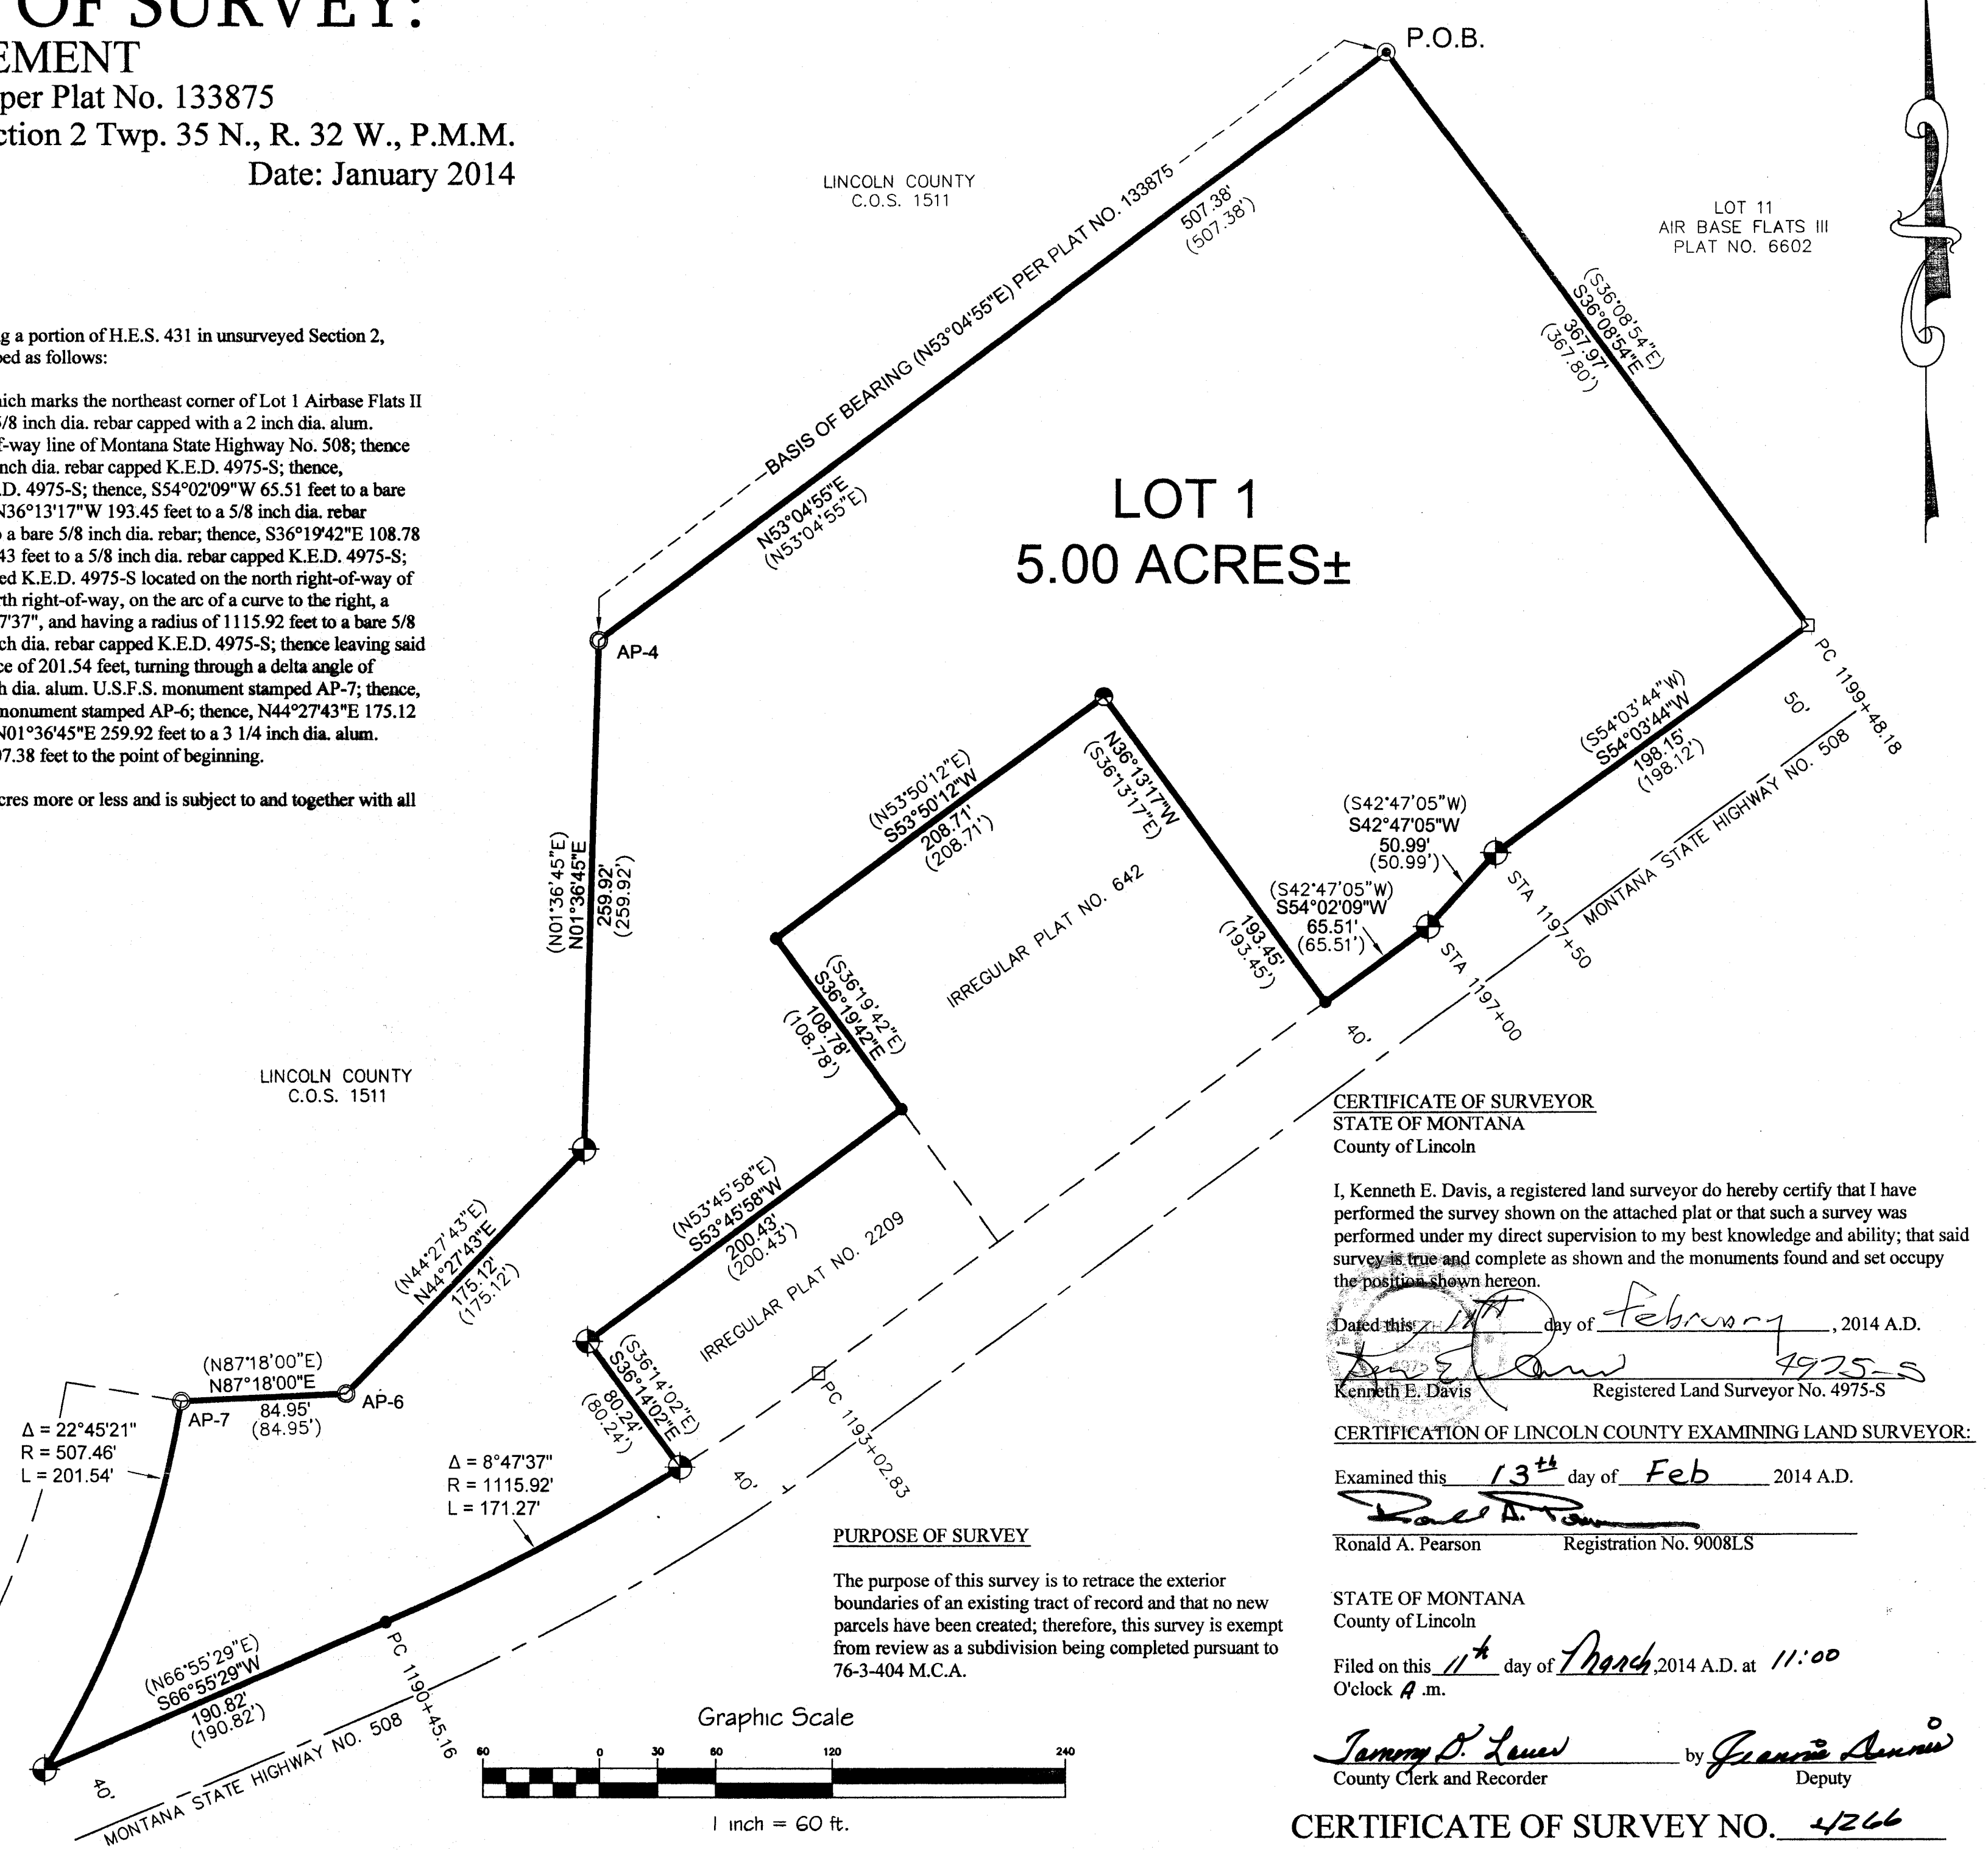 OF SURVEY:
EMENT
per Plat No. 133875
ction 2 Twp. 35 N., R. 32 W., P.M.M.
Date: January 2014
g a portion of H.E.S. 431 in unsurveyed Section 2,
bed as follows:
hich marks the northeast corner of Lot 1 Airbase Flats II
5/8 inch dia. rebar capped with a 2 inch dia. alum.
f-way line of Montana State Highway No. 508; thence
inch dia. rebar capped K.E.D. 4975-S; thence,
.D. 4975-S; thence, S54°02'09"W 65.51 feet to a bare
N36°13'17"W 193.45 feet to a 5/8 inch dia. rebar
o a bare 5/8 inch dia. rebar; thence, S36°19'42"E 108.78
43 feet to a 5/8 inch dia. rebar capped K.E.D. 4975-S;
ed K.E.D. 4975-S located on the north right-of-way of
rth right-of-way, on the arc of a curve to the right, a
7'37", and having a radius of 1115.92 feet to a bare 5/8
ch dia. rebar capped K.E.D. 4975-S; thence leaving said
ce of 201.54 feet, turning through a delta angle of
h dia. alum. U.S.F.S. monument stamped AP-7; thence,
monument stamped AP-6; thence, N44°27'43"E 175.12
N01°36'45"E 259.92 feet to a 3 1/4 inch dia. alum.
07.38 feet to the point of beginning.
cres more or less and is subject to and together with all
P.O.B.
LINCOLN COUNTY
C.O.S. 1511
LOT 11
AIR BASE FLATS III
PLAT NO. 6602
BASIS OF BEARING (N53°04'55"E) PER PLAT NO. 133875
507.38'
(507.38')
N53°04'55"E
(N53°04'55"E)
(S36°08'54"E)
S36°08'54"E
367.97'
(367.80')
LOT 1
5.00 ACRES±
AP-4
PC 1199+48.18
50'
(S54°03'44"W)
S54°03'44"W
198.15'
(198.12')
MONTANA STATE HIGHWAY NO. 508
(S42°47'05"W)
S42°47'05"W
50.99'
(50.99')
STA 1197+50
(S42°47'05"W)
S54°02'09"W
65.51'
(65.51')
STA 1197+00
N36°13'17"W
(S36°13'17"E)
193.45'
(193.45')
40'
(N53°50'12"E)
S53°50'12"W
208.71'
(208.71')
IRREGULAR PLAT NO. 642
(N01°36'45"E)
N01°36'45"E
259.92'
(259.92')
(S36°19'42"E)
S36°19'42"E
108.78'
(108.78')
LINCOLN COUNTY
C.O.S. 1511
(N53°45'58"E)
S53°45'58"W
200.43'
(200.43')
IRREGULAR PLAT NO. 2209
(N44°27'43"E)
N44°27'43"E
175.12'
(175.12')
(S36°14'02"E)
S36°14'02"E
80.24'
(80.24')
PC 1193+02.83
40'
(N87°18'00"E)
N87°18'00"E
84.95'
(84.95')
AP-7
AP-6
Δ = 22°45'21"
R = 507.46'
L = 201.54'
Δ = 8°47'37"
R = 1115.92'
L = 171.27'
(N66°55'29"E)
S66°55'29"W
190.82'
(190.82')
PC 1190+45.16
40'
MONTANA STATE HIGHWAY NO. 508
PURPOSE OF SURVEY
The purpose of this survey is to retrace the exterior
boundaries of an existing tract of record and that no new
parcels have been created; therefore, this survey is exempt
from review as a subdivision being completed pursuant to
76-3-404 M.C.A.
Graphic Scale
60 0 30 60 120 240
1 inch = 60 ft.
CERTIFICATE OF SURVEYOR
STATE OF MONTANA
County of Lincoln
I, Kenneth E. Davis, a registered land surveyor do hereby certify that I have
performed the survey shown on the attached plat or that such a survey was
performed under my direct supervision to my best knowledge and ability; that said
survey is true and complete as shown and the monuments found and set occupy
the position shown hereon.
Dated this day of February, 2014 A.D.
4975-S
Kenneth E. Davis Registered Land Surveyor No. 4975-S
CERTIFICATION OF LINCOLN COUNTY EXAMINING LAND SURVEYOR:
Examined this 13th day of Feb 2014 A.D.
Ronald A. Pearson Registration No. 9008LS
STATE OF MONTANA
County of Lincoln
Filed on this 11th day of March, 2014 A.D. at 11:00
O'clock A .m.
Tammy D. Lauer by Jeannie Dennis
County Clerk and Recorder Deputy
CERTIFICATE OF SURVEY NO. 4266